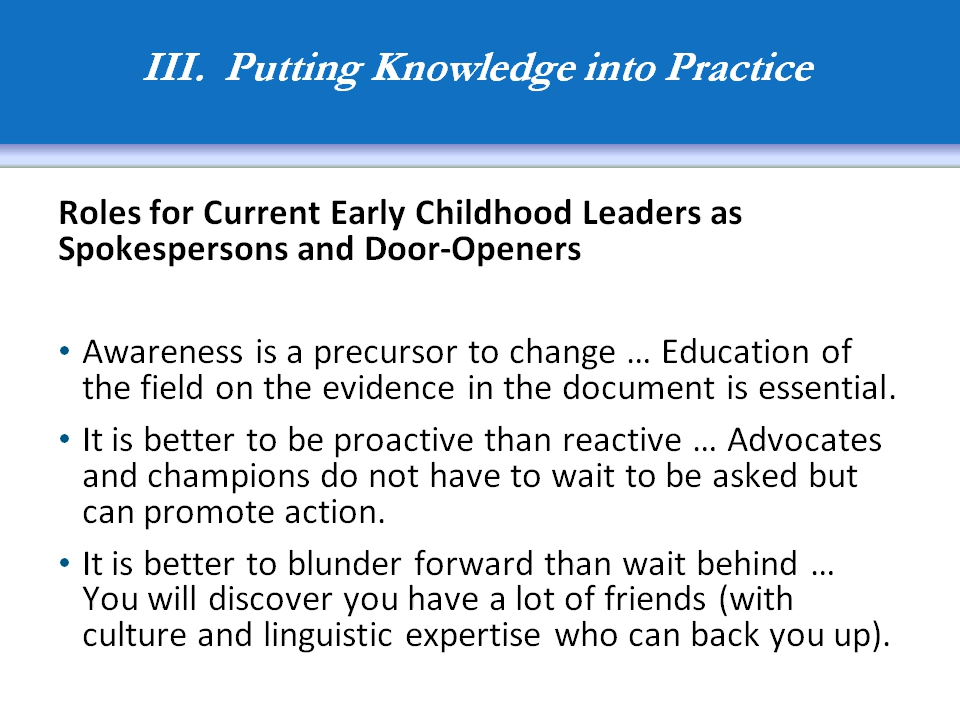 III. Putting Knowledge into Practice
Roles for Current Early Childhood Leaders as
Spokespersons and Door-Openers
• Awareness is a precursor to change … Education of
the field on the evidence in the document is essential.
• It is better to be proactive than reactive … Advocates
and champions do not have to wait to be asked but
can promote action.
• It is better to blunder forward than wait behind …
You will discover you have a lot of friends (with
culture and linguistic expertise who can back you up).